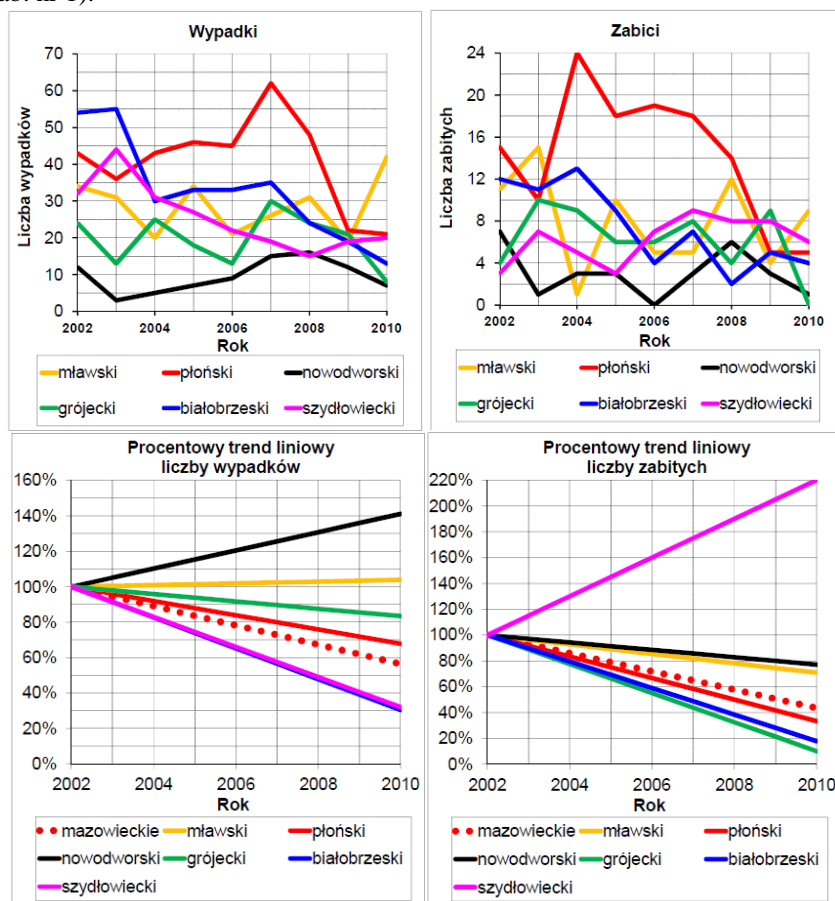 ab. nr 1).
Wypadki
Liczba wypadków
70
60
50
40
30
20
10
0
2002 2004 2006 2008 2010
Rok
mławski płoński nowodworski
grójecki białobrzeski szydłowiecki
Zabici
Liczba zabitych
24
20
16
12
8
4
0
2002 2004 2006 2008 2010
Rok
mławski płoński nowodworski
grójecki białobrzeski szydłowiecki
Procentowy trend liniowy
liczby wypadków
160%
140%
120%
100%
80%
60%
40%
20%
0%
2002 2004 2006 2008 2010
Rok
mazowieckie mławski płoński
nowodworski grójecki białobrzeski
szydłowiecki
Procentowy trend liniowy
liczby zabitych
220%
200%
180%
160%
140%
120%
100%
80%
60%
40%
20%
0%
2002 2004 2006 2008 2010
Rok
mazowieckie mławski płoński
nowodworski grójecki białobrzeski
szydłowiecki